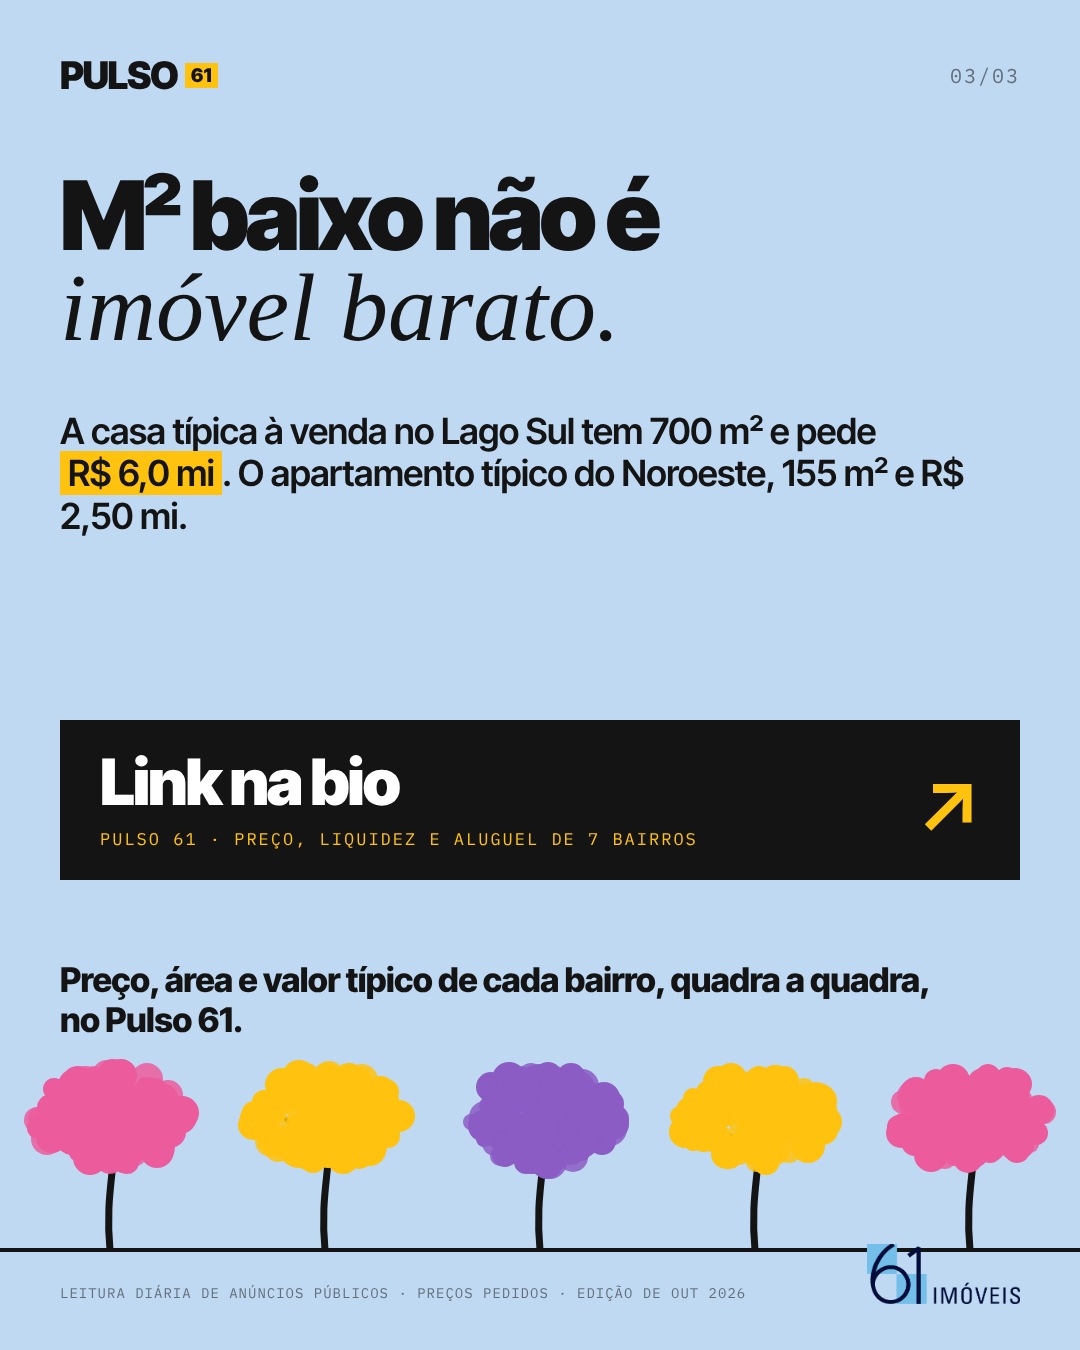 PULSO 61
03/03
M² baixo não é
imóvel barato.
A casa típica à venda no Lago Sul tem 700 m² e pede
R$ 6,0 mi. O apartamento típico do Noroeste, 155 m² e R$
2,50 mi.
Link na bio
PULSO 61 · PREÇO, LIQUIDEZ E ALUGUEL DE 7 BAIRROS
Preço, área e valor típico de cada bairro, quadra a quadra,
no Pulso 61.
LEITURA DIÁRIA DE ANÚNCIOS PÚBLICOS · PREÇOS PEDIDOS · EDIÇÃO DE OUT 2026
61 IMÓVEIS